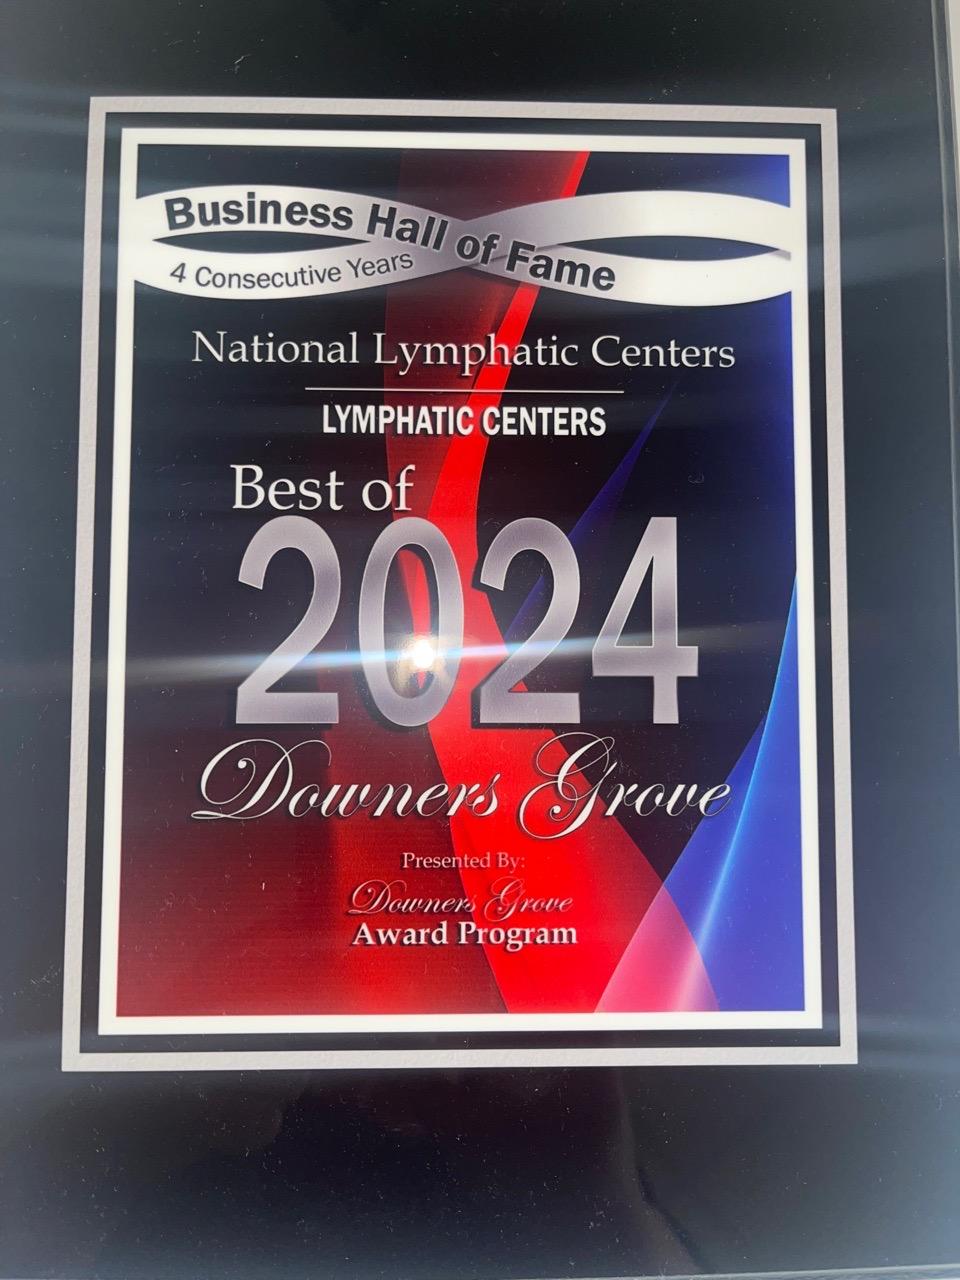 Business Hall of Fame
4 Consecutive Years
National Lymphatic Centers
LYMPHATIC CENTERS
Best of
2024
Downers Grove
Presented By:
Downers Grove
Award Program